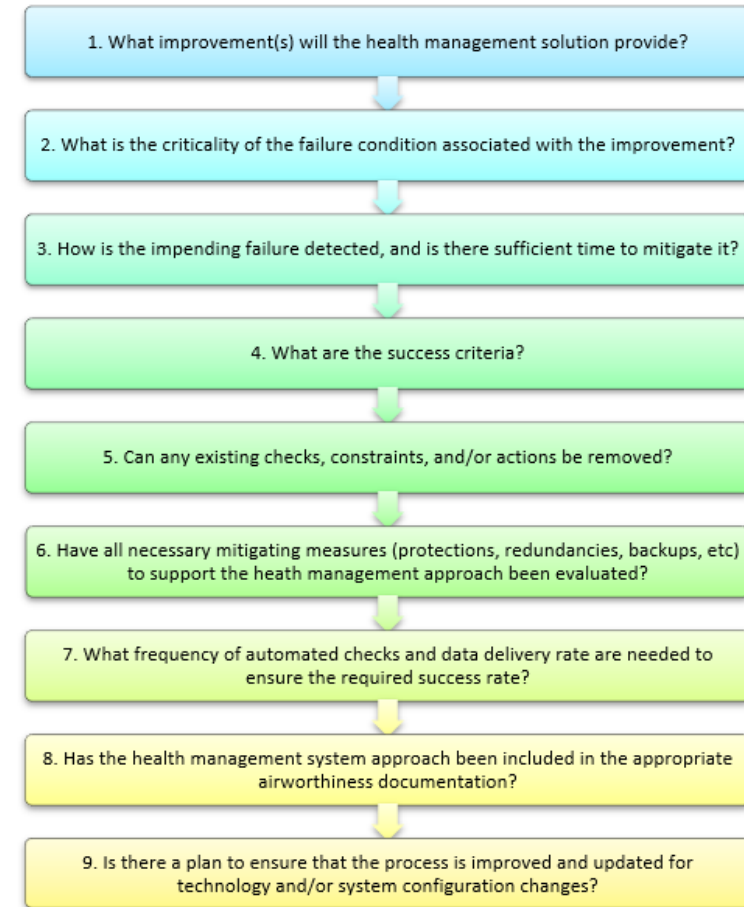 1. What improvement(s) will the health management solution provide?
2. What is the criticality of the failure condition associated with the improvement?
3. How is the impending failure detected, and is there sufficient time to mitigate it?
4. What are the success criteria?
5. Can any existing checks, constraints, and/or actions be removed?
6. Have all necessary mitigating measures (protections, redundancies, backups, etc)
to support the heath management approach been evaluated?
7. What frequency of automated checks and data delivery rate are needed to
ensure the required success rate?
8. Has the health management system approach been included in the appropriate
airworthiness documentation?
9. Is there a plan to ensure that the process is improved and updated for
technology and/or system configuration changes?